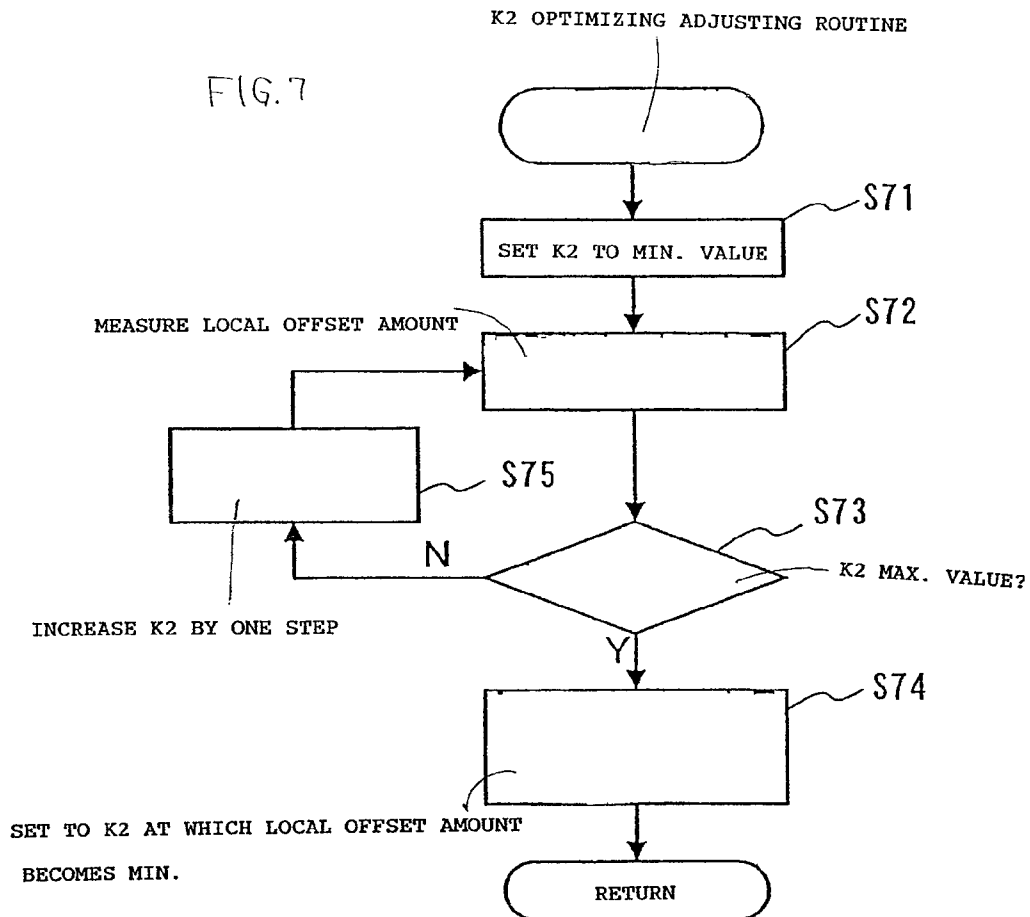 K2 OPTIMIZING ADJUSTING ROUTINE
FIG. 7
S71
SET K2 TO MIN. VALUE
MEASURE LOCAL OFFSET AMOUNT
S72
S75
S73
N
K2 MAX. VALUE?
INCREASE K2 BY ONE STEP
Y
S74
SET TO K2 AT WHICH LOCAL OFFSET AMOUNT
BECOMES MIN.
RETURN